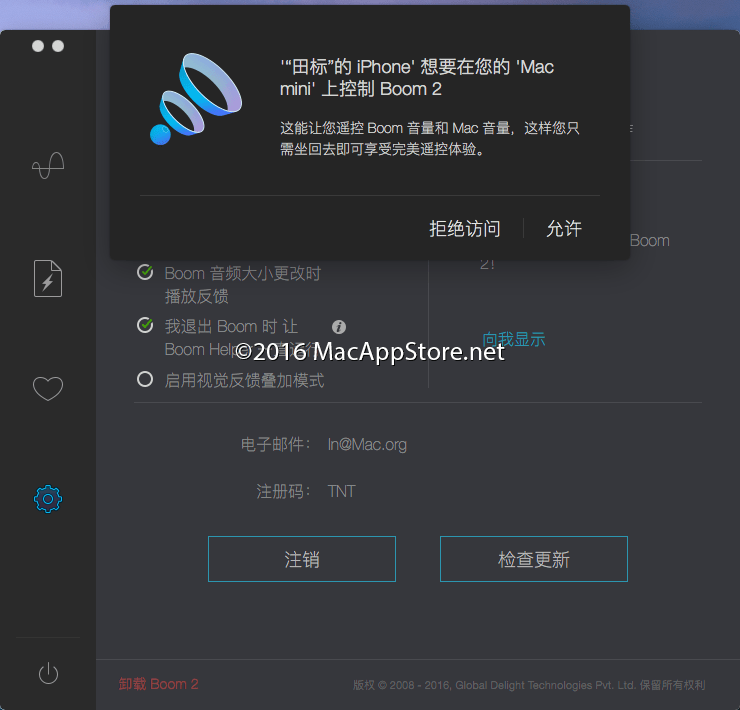 '“田标”的 iPhone' 想要在您的 'Mac
mini' 上控制 Boom 2
这能让您遥控 Boom 音量和 Mac 音量，这样您只
需坐回去即可享受完美遥控体验。
拒绝访问
允许
Boom
2!
Boom 音频大小更改时
播放反馈
我退出 Boom 时 让
Boom Help
向我显示
©2016 MacAppStore.net
启用视觉反馈叠加模式
电子邮件： In@Mac.org
注册码： TNT
注销
检查更新
卸载 Boom 2
版权 © 2008 - 2016, Global Delight Technologies Pvt. Ltd. 保留所有权利